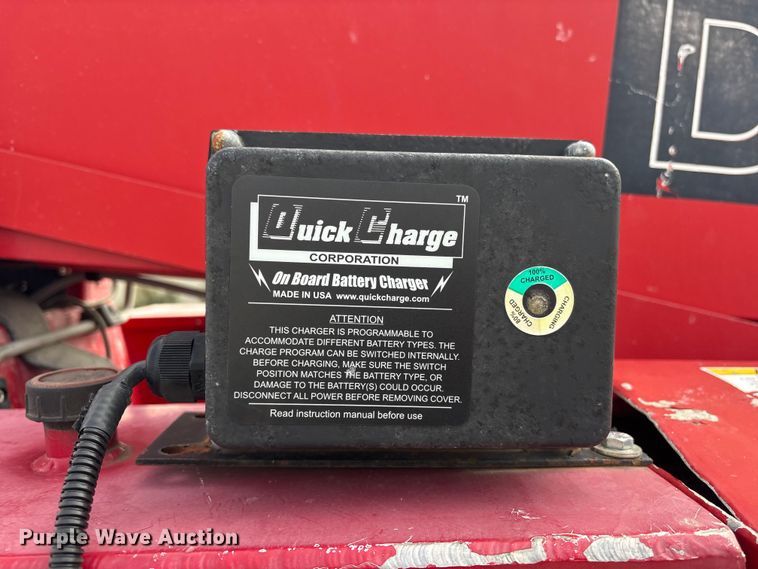 D
TM
Quick Charge
CORPORATION
On Board Battery Charger
MADE IN USA www.quickcharge.com
ATTENTION
THIS CHARGER IS PROGRAMMABLE TO
ACCOMMODATE DIFFERENT BATTERY TYPES. THE
CHARGE PROGRAM CAN BE SWITCHED INTERNALLY.
BEFORE CHARGING, MAKE SURE THE SWITCH
POSITION MATCHES THE BATTERY TYPE, OR
DAMAGE TO THE BATTERY(S) COULD OCCUR.
DISCONNECT ALL POWER BEFORE REMOVING COVER.
Read instruction manual before use
100%
CHARGED
CHARGING
80%
CHARGED
Purple Wave Auction